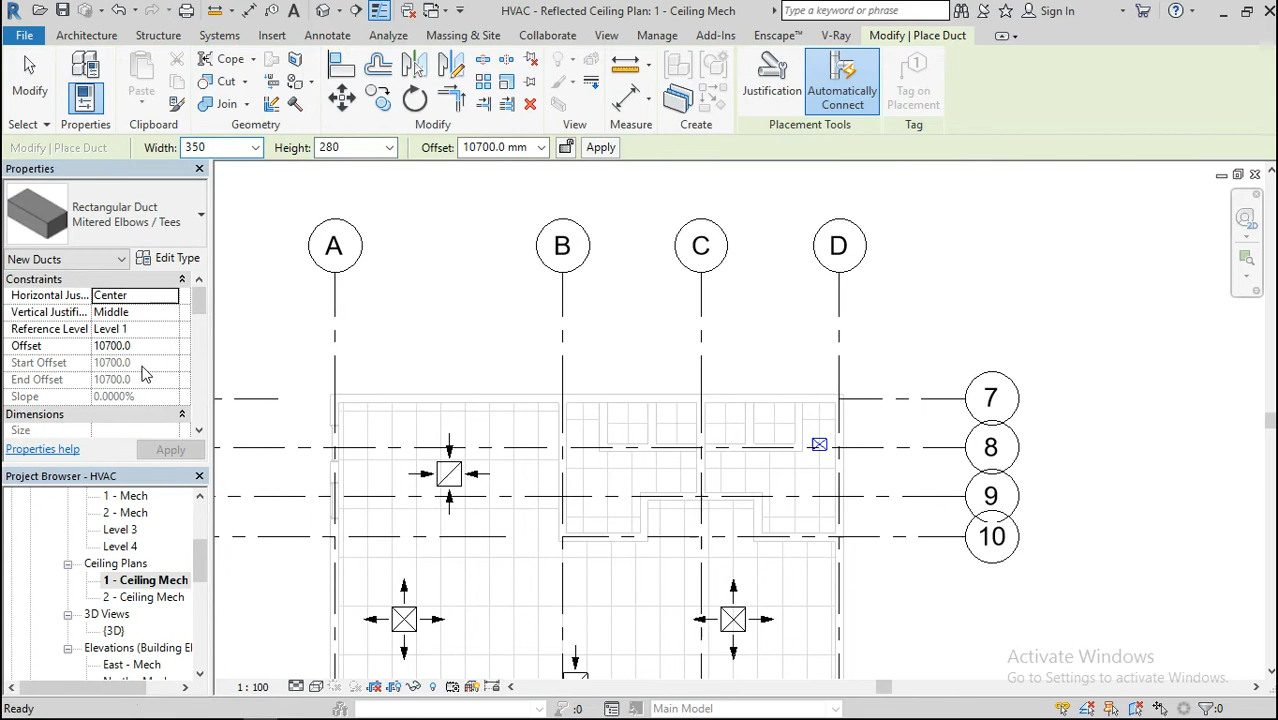 HVAC - Reflected Ceiling Plan: 1 - Ceiling Mech
Type a keyword or phrase
Sign In
File Architecture Structure Systems Insert Annotate Analyze Massing & Site Collaborate View Manage Add-Ins Enscape™ V-Ray Modify | Place Duct
Modify
Paste
Cope
Cut
Join
Justification
Automatically Connect
Tag on Placement
Select Properties Clipboard Geometry Modify View Measure Create Placement Tools Tag
Modify | Place Duct Width: 350 Height: 280 Offset: 10700.0 mm Apply
Properties
Rectangular Duct
Mitered Elbows / Tees
New Ducts Edit Type
Constraints
Horizontal Jus... Center
Vertical Justifi... Middle
Reference Level Level 1
Offset 10700.0
Start Offset 10700.0
End Offset 10700.0
Slope 0.0000%
Dimensions
Size
Properties help Apply
Project Browser - HVAC
1 - Mech
2 - Mech
Level 3
Level 4
Ceiling Plans
1 - Ceiling Mech
2 - Ceiling Mech
3D Views
{3D}
Elevations (Building El
East - Mech
A B C D
7
8
9
10
2D
Activate Windows
Go to Settings to activate Windows.
1 : 100
Ready
:0
Main Model
:0